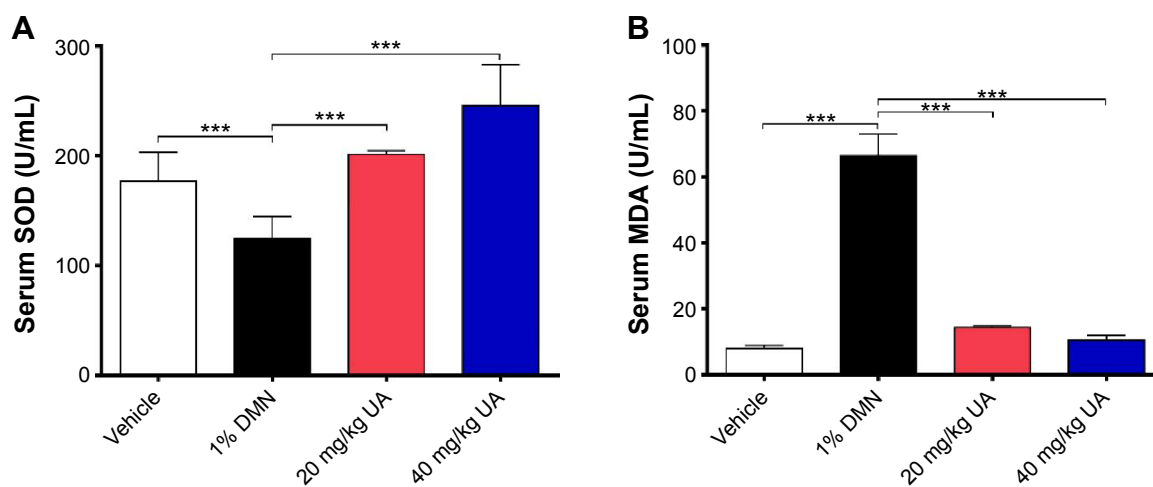 A
Serum SOD (U/mL)
300
200
100
0
***
***
***
Vehicle
1% DMN
20 mg/kg UA
40 mg/kg UA
B
Serum MDA (U/mL)
100
80
60
40
20
0
***
***
***
Vehicle
1% DMN
20 mg/kg UA
40 mg/kg UA